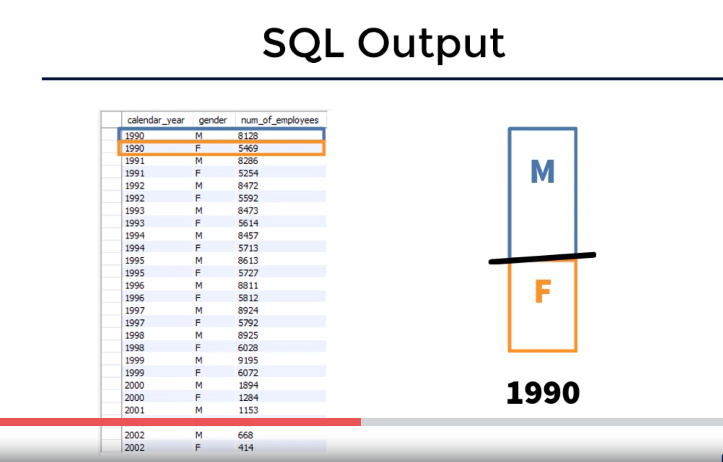 SQL Output
calendar_year gender num_of_employees
1990 M 8128
1990 F 5469
1991 M 8286
1991 F 5254
1992 M 8472
1992 F 5592
1993 M 8473
1993 F 5614
1994 M 8457
1994 F 5713
1995 M 8613
1995 F 5727
1996 M 8811
1996 F 5812
1997 M 8924
1997 F 5792
1998 M 8925
1998 F 6028
1999 M 9195
1999 F 6072
2000 M 1894
2000 F 1284
2001 M 1153
2002 M 668
2002 F 414
M
F
1990